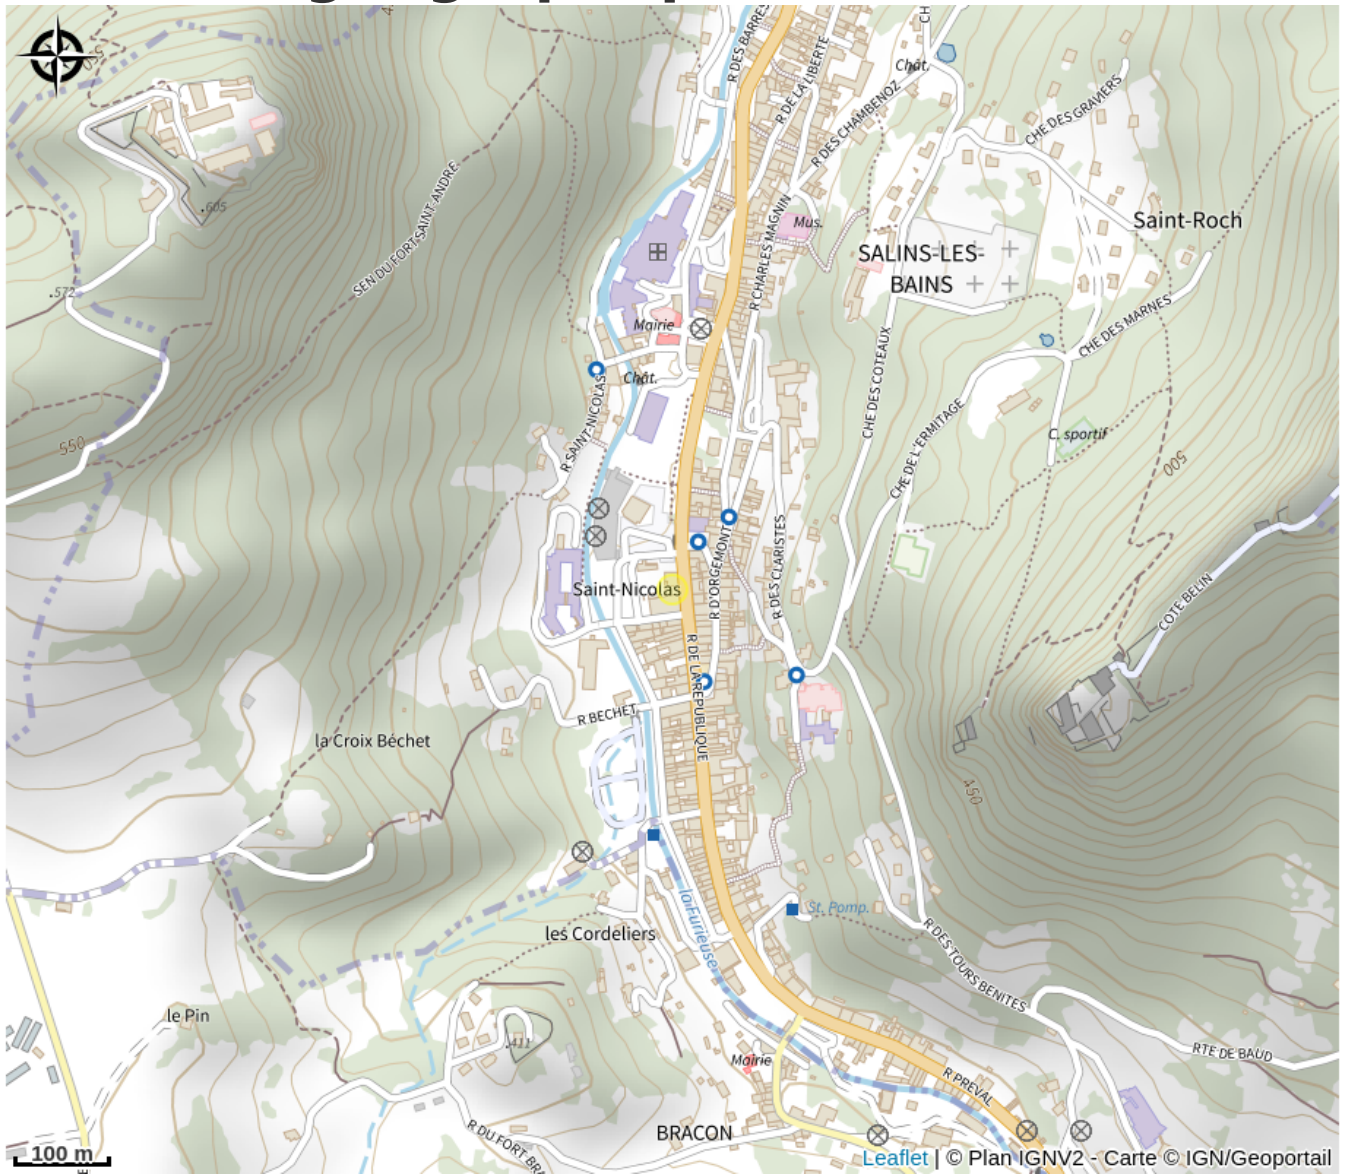 R DES BARRES
R DE LA LIBERTE
Chât.
R DES CHAMBENOZ
CHE DES GRAVIERS
CH
SEN DU FORT SAINT-ANDRE
.605
.572
Mus.
Saint-Roch
SALINS-LES-
BAINS
R CHARLES MAGNIN
Mairie
CHE DES MARNES
Chât.
R SAINT-NICOLAS
CHE DES COTEAUX
CHE DE L'ERMITAGE
C. sportif
550
500
R D'ORGEMONT
R DES CLARISTES
Saint-Nicolas
COTE BELIN
R DE LA REPUBLIQUE
R BECHET
la Croix Béchet
450
St. Pomp.
la Furieuse
les Cordeliers
R DES TOURS BENITES
le Pin
.411
Mairie
RTE DE BAUD
R PREVAL
BRACON
R DU FORT-BRA
100 m
Leaflet | © Plan IGNV2 - Carte © IGN/Geoportail